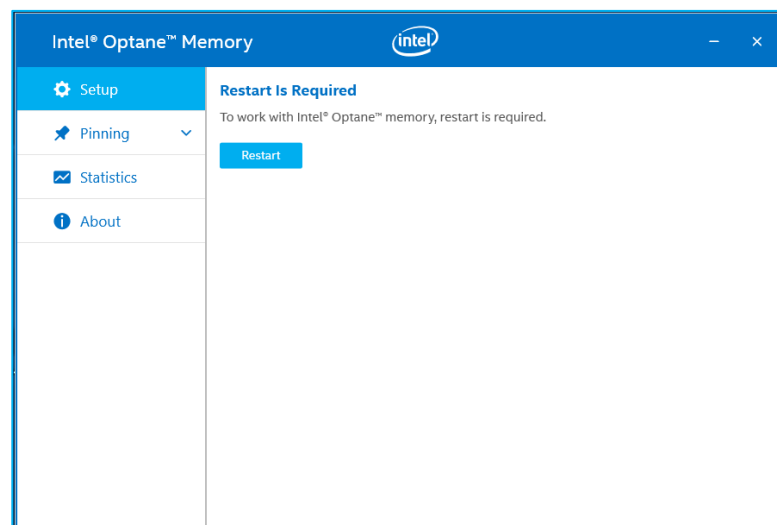 Intel® Optane™ Memory
intel
Setup
Pinning
Statistics
About
Restart Is Required
To work with Intel® Optane™ memory, restart is required.
Restart